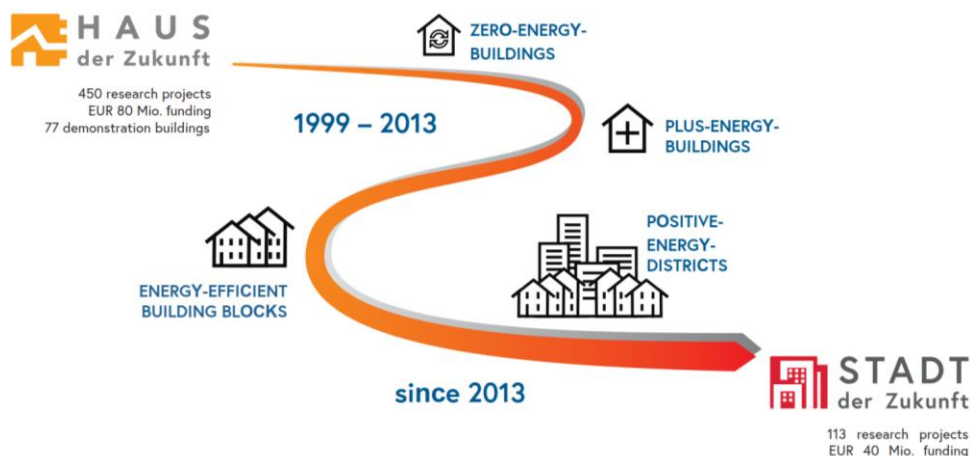 HAUS
der Zukunft
450 research projects
EUR 80 Mio. funding
77 demonstration buildings
ZERO-ENERGY-
BUILDINGS
1999 – 2013
PLUS-ENERGY-
BUILDINGS
POSITIVE-
ENERGY-
DISTRICTS
ENERGY-EFFICIENT
BUILDING BLOCKS
since 2013
STADT
der Zukunft
113 research projects
EUR 40 Mio. funding